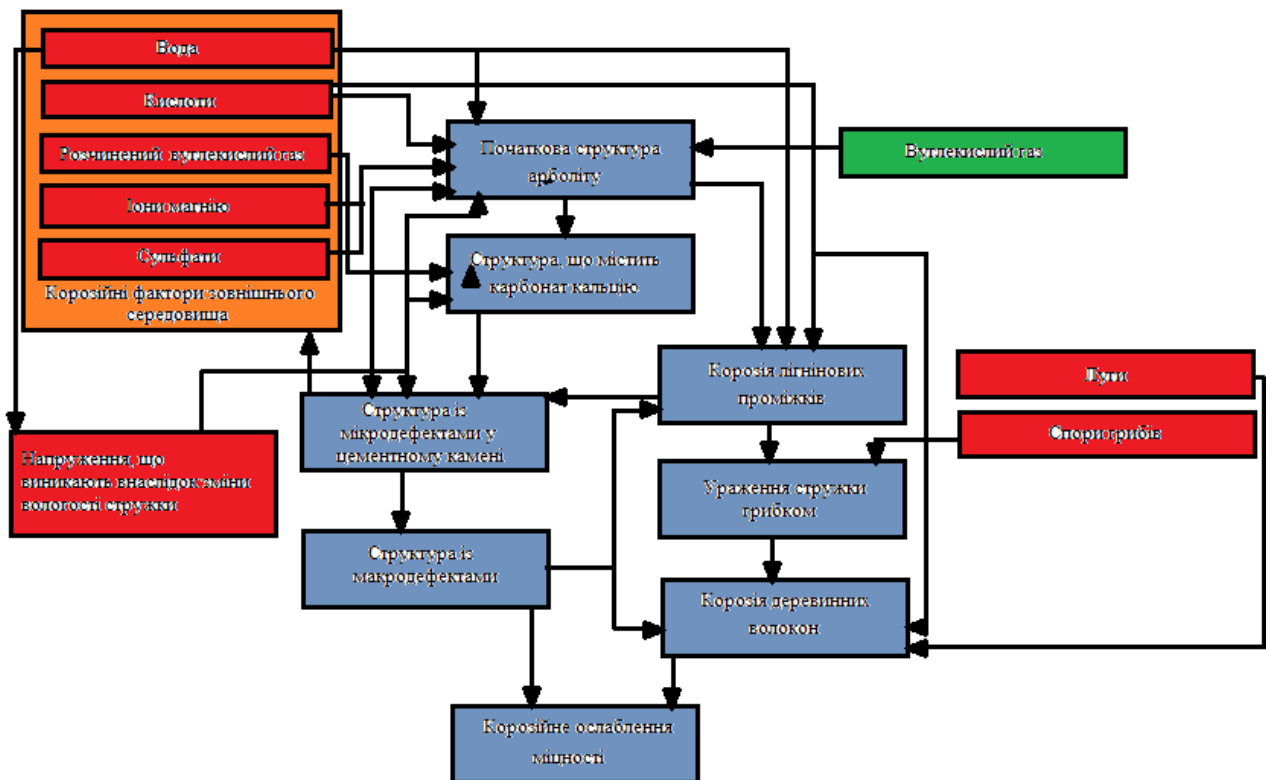 Вода
Кислоти
Розчинений вуглекислий газ
Іони магнію
Сульфати
Корозійні фактори зовнішнього
середовища
Початкова структура
арболіту
Вуглекислий газ
Структура, що містить
карбонат кальцію
Корозія лігнінових
проміжків
Луги
Спори грибів
Структура із
мікродефектами у
цементному камені
Напруження, що
виникають внаслідок зміни
вологості стружки
Ураження стружки
грибком
Структура із
макродефектами
Корозія деревинних
волокон
Корозійне ослаблення
міцності